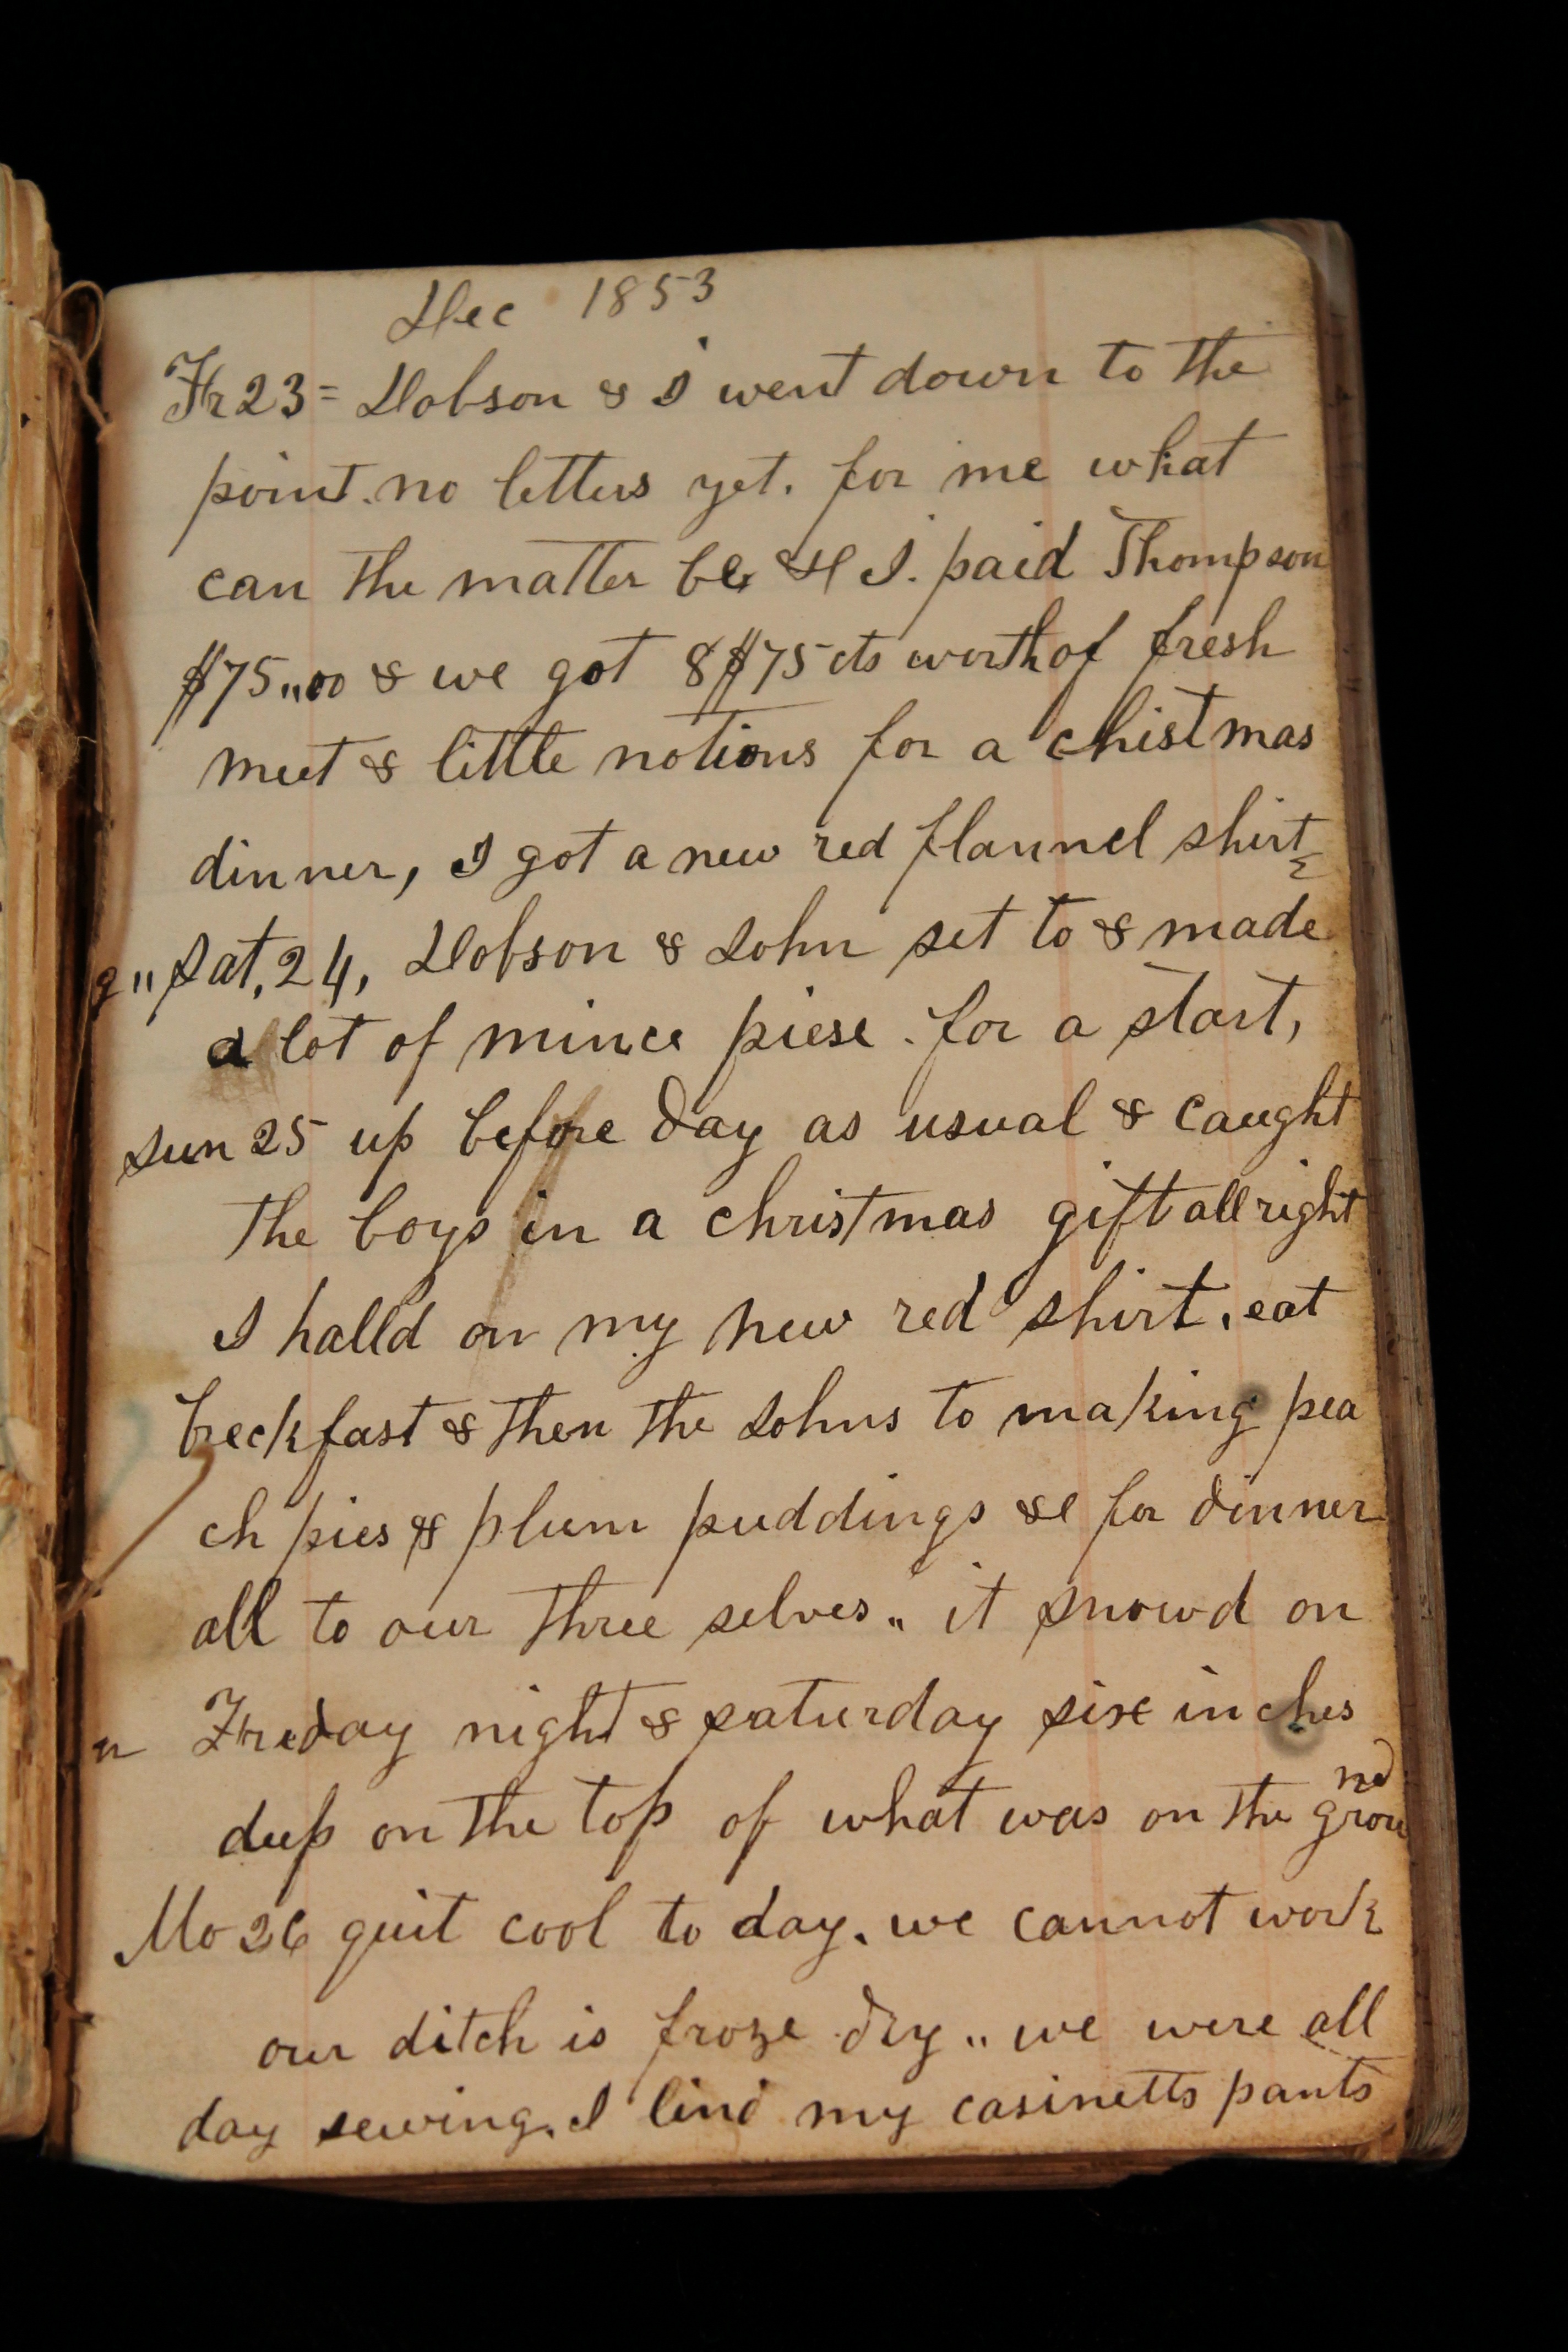 Dec 1853
Fr 23 = Dobson & I went down to the
point. no letters yet. for me what
can the matter be I. paid Thompson
$75,,00 & we got 8$75 cts worth of fresh
meet & little notions for a chistmas
dinner, I got a new red flannel shirt
Sat. 24, Dobson & John set to & made
a lot of mince piese. for a start,
Sun 25 up before day as usual & caught
the boys in a christmas gift all right
I halld on my new red shirt. eat
breckfast & then the Johns to making pea
ch pies & plum puddings &c for dinner
all to our three selves ,, it snowd on
Friday night & saturday six inches
deep on the top of what was on the grou
nd
Mo 26 quit cool to day. we cannot work
our ditch is froze dry ,, we were all
day sewing. I lind my casinetts pants